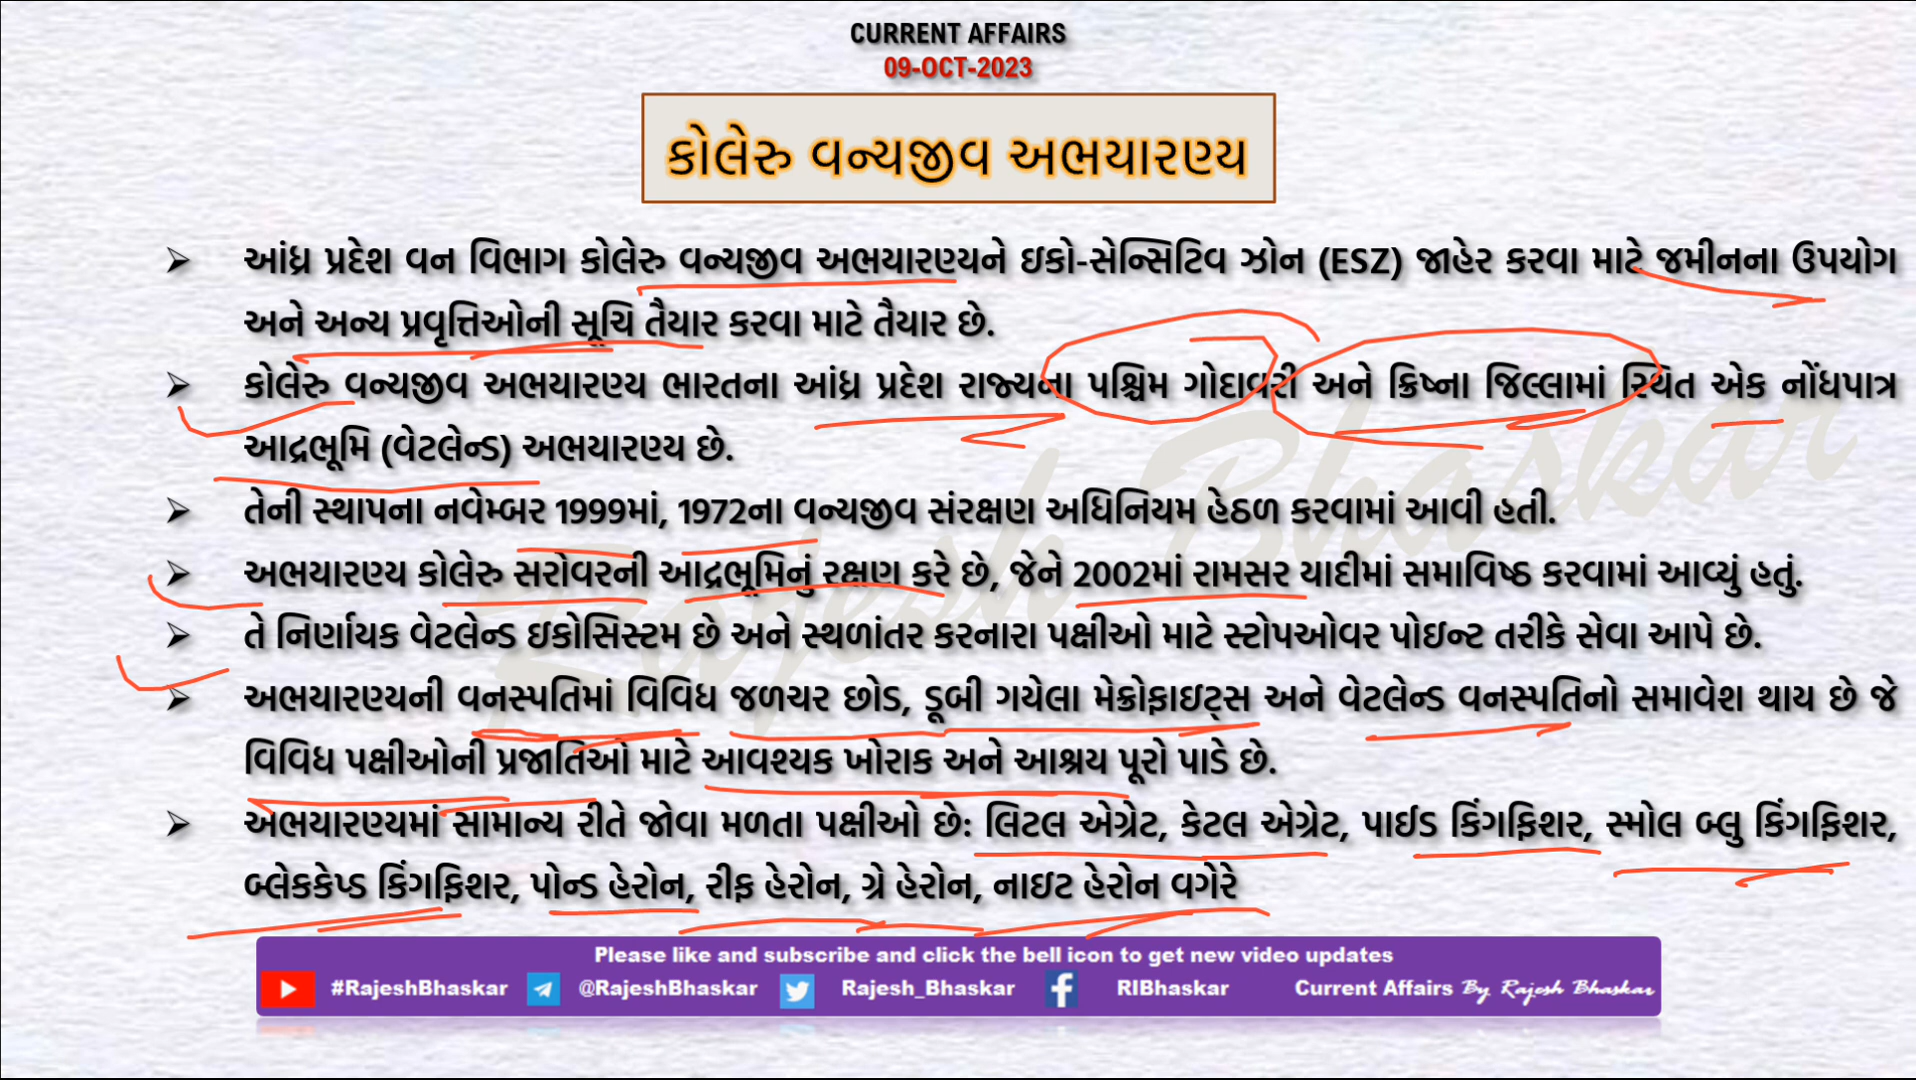 CURRENT AFFAIRS
09-OCT-2023
કોલેરુ વન્યજીવ અભયારણ્ય
➢ આંધ્ર પ્રદેશ વન વિભાગ કોલેરુ વન્યજીવ અભયારણ્યને ઇકો-સેન્સિટિવ ઝોન (ESZ) જાહેર કરવા માટે જમીનના ઉપયોગ
અને અન્ય પ્રવૃત્તિઓની સૂચિ તૈયાર કરવા માટે તૈયાર છે.
➢ કોલેરુ વન્યજીવ અભયારણ્ય ભારતના આંધ્ર પ્રદેશ રાજ્યના પશ્ચિમ ગોદાવરી અને ક્રિષ્ના જિલ્લામાં સ્થિત એક નોંધપાત્ર
આદ્રભૂમિ (વેટલેન્ડ) અભયારણ્ય છે.
➢ તેની સ્થાપના નવેમ્બર 1999માં, 1972ના વન્યજીવ સંરક્ષણ અધિનિયમ હેઠળ કરવામાં આવી હતી.
➢ અભયારણ્ય કોલેરુ સરોવરની આદ્રભૂમિનું રક્ષણ કરે છે, જેને 2002માં રામસર યાદીમાં સમાવિષ્ઠ કરવામાં આવ્યું હતું.
➢ તે નિર્ણાયક વેટલેન્ડ ઇકોસિસ્ટમ છે અને સ્થળાંતર કરનારા પક્ષીઓ માટે સ્ટોપઓવર પોઇન્ટ તરીકે સેવા આપે છે.
➢ અભયારણ્યની વનસ્પતિમાં વિવિધ જળચર છોડ, ડૂબી ગયેલા મેક્રોફાઇટ્સ અને વેટલેન્ડ વનસ્પતિનો સમાવેશ થાય છે જે
વિવિધ પક્ષીઓની પ્રજાતિઓ માટે આવશ્યક ખોરાક અને આશ્રય પૂરો પાડે છે.
➢ અભયારણ્યમાં સામાન્ય રીતે જોવા મળતા પક્ષીઓ છે: લિટલ એગ્રેટ, કેટલ એગ્રેટ, પાઈડ કિંગફિશર, સ્મોલ બ્લુ કિંગફિશર,
બ્લેકકેપ્ડ કિંગફિશર, પોન્ડ હેરોન, રીફ હેરોન, ગ્રે હેરોન, નાઇટ હેરોન વગેરે
Rajesh Bhaskar
Please like and subscribe and click the bell icon to get new video updates
#RajeshBhaskar @RajeshBhaskar Rajesh_Bhaskar RIBhaskar Current Affairs By Rajesh Bhaskar